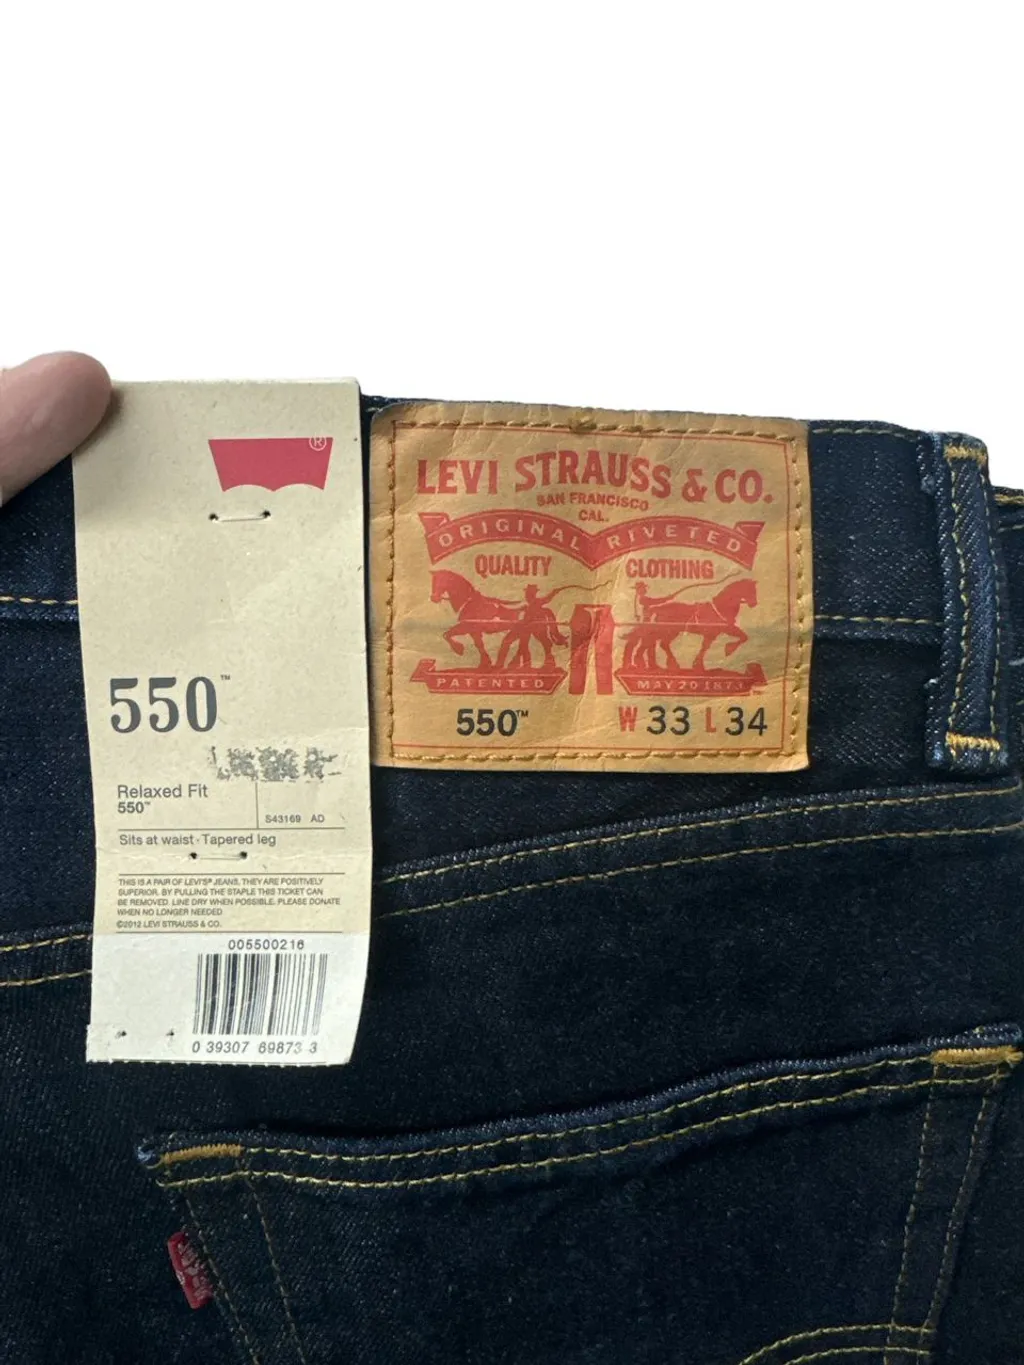 ®
550™
Relaxed Fit
550™
S43169 AD
Sits at waist · Tapered leg
THIS IS A PAIR OF LEVI'S® JEANS, THEY ARE POSITIVELY
SUPERIOR. BY PULLING THE STAPLE THIS TICKET CAN
BE REMOVED. LINE DRY WHEN POSSIBLE. PLEASE DONATE
WHEN NO LONGER NEEDED
©2012 LEVI STRAUSS & CO.
005500216
0 39307 69873 3
LEVI STRAUSS & CO.
SAN FRANCISCO
CAL.
ORIGINAL RIVETED
QUALITY CLOTHING
PATENTED MAY 20 1873
550™ W 33 L 34